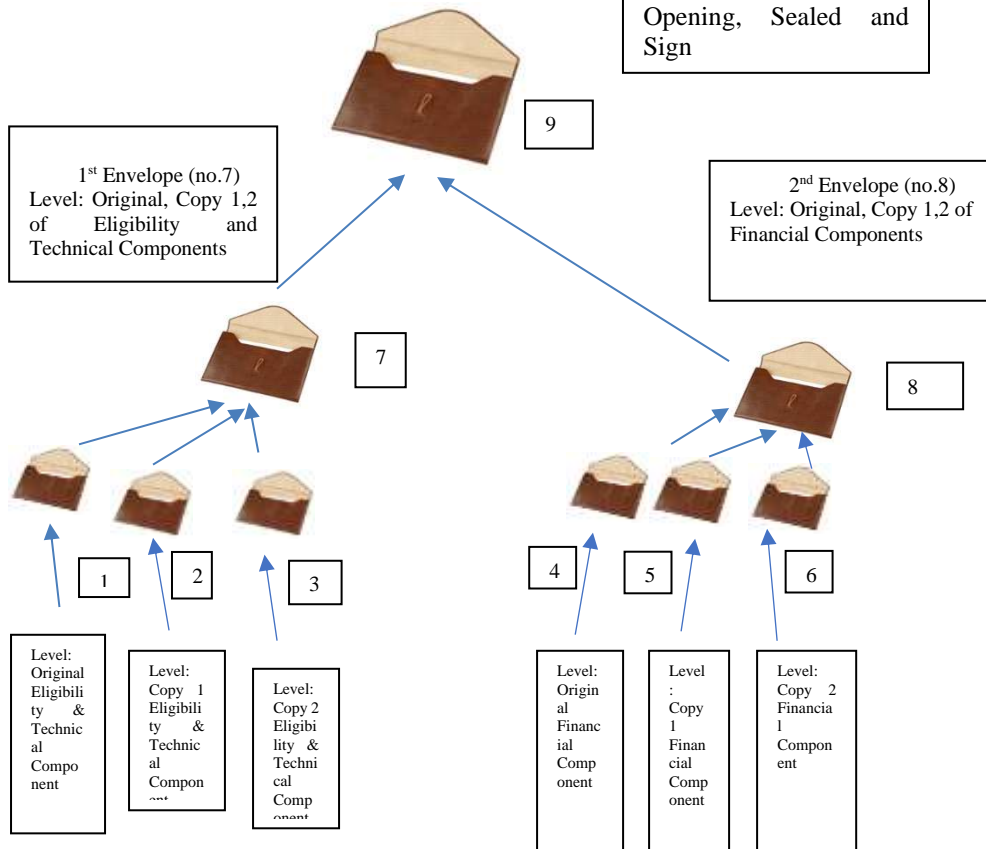 Opening, Sealed and
Sign
9
1st Envelope (no.7)
Level: Original, Copy 1,2
of Eligibility and
Technical Components
2nd Envelope (no.8)
Level: Original, Copy 1,2 of
Financial Components
7
8
1
2
3
4
5
6
Level:
Original
Eligibili
ty &
Technic
al
Compo
nent
Level:
Copy 1
Eligibili
ty &
Technic
al
Compon
ent
Level:
Copy 2
Eligibi
lity &
Techni
cal
Comp
onent
Level:
Origin
al
Financ
ial
Comp
onent
Level
:
Copy
1
Finan
cial
Comp
onent
Level:
Copy 2
Financia
l
Compon
ent